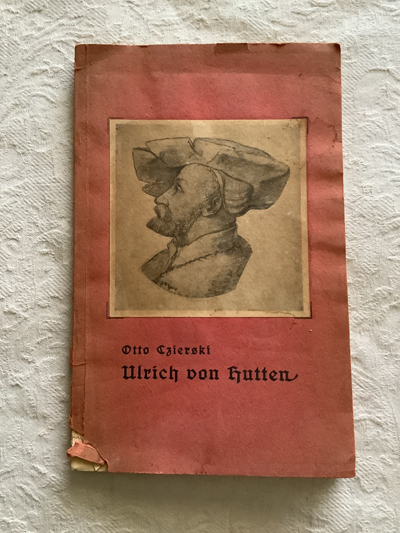 Otto Czierski
Ulrich von Hutten